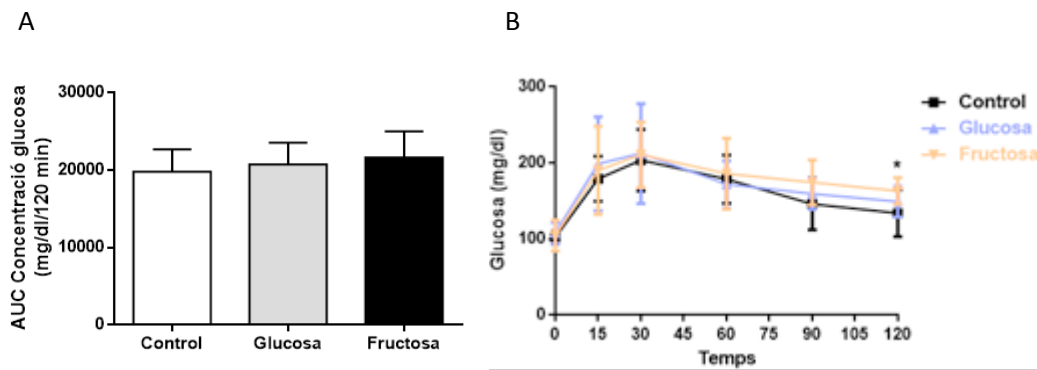 A
B
AUC Concentració glucosa
(mg/dl/120 min)
30000
20000
10000
0
Control
Glucosa
Fructosa
Glucosa (mg/dl)
300
200
100
0
*
0 15 30 45 60 75 90 105 120
Temps
Control
Glucosa
Fructosa